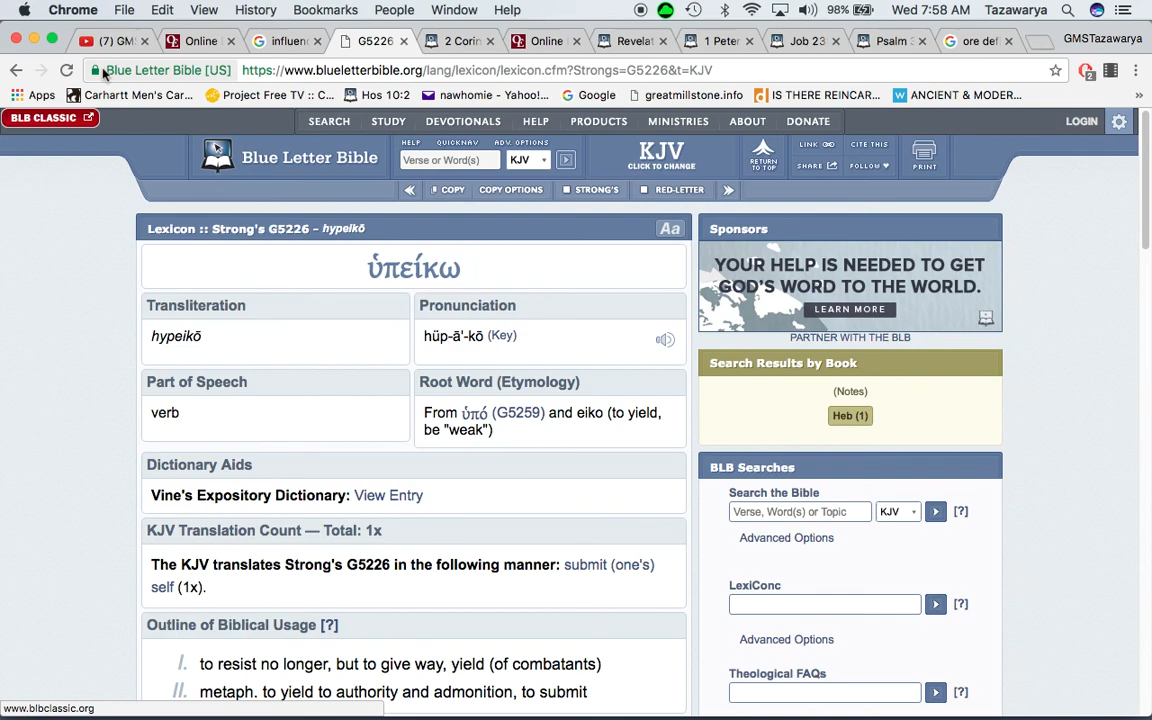 Chrome File Edit View History Bookmarks People Window Help 98% Wed 7:58 AM Tazawarya
(7) GM Online influenc G5226 2 Corin Online Revelat 1 Peter Job 23 Psalm ore def GMSTazawarya
Blue Letter Bible [US] https://www.blueletterbible.org/lang/lexicon/lexicon.cfm?Strongs=G5226&t=KJV 2
Apps Carhartt Men's Car... Project Free TV :: C... Hos 10:2 nawhomie - Yahoo!... Google greatmillstone.info IS THERE REINCAR... ANCIENT & MODER... »
BLB CLASSIC SEARCH STUDY DEVOTIONALS HELP PRODUCTS MINISTRIES ABOUT DONATE LOGIN
HELP QUICKNAV ADV. OPTIONS
Blue Letter Bible Verse or Word(s) KJV
KJV
CLICK TO CHANGE
RETURN
TO TOP
LINK CITE THIS
SHARE FOLLOW
PRINT
COPY COPY OPTIONS STRONG'S RED-LETTER
Lexicon :: Strong's G5226 – hypeikō Aa
ὑπείκω
Transliteration
hypeikō
Pronunciation
hüp-ā'-kō (Key)
Part of Speech
verb
Root Word (Etymology)
From ὑπό (G5259) and eiko (to yield,
be "weak")
Dictionary Aids
Vine's Expository Dictionary: View Entry
KJV Translation Count — Total: 1x
The KJV translates Strong's G5226 in the following manner: submit (one's)
self (1x).
Outline of Biblical Usage [?]
I. to resist no longer, but to give way, yield (of combatants)
II. metaph. to yield to authority and admonition, to submit
Sponsors
YOUR HELP IS NEEDED TO GET
GOD'S WORD TO THE WORLD.
LEARN MORE
PARTNER WITH THE BLB
Search Results by Book
(Notes)
Heb (1)
BLB Searches
Search the Bible
Verse, Word(s) or Topic KJV [?]
Advanced Options
LexiConc
[?]
Advanced Options
Theological FAQs
[?]
www.blbclassic.org